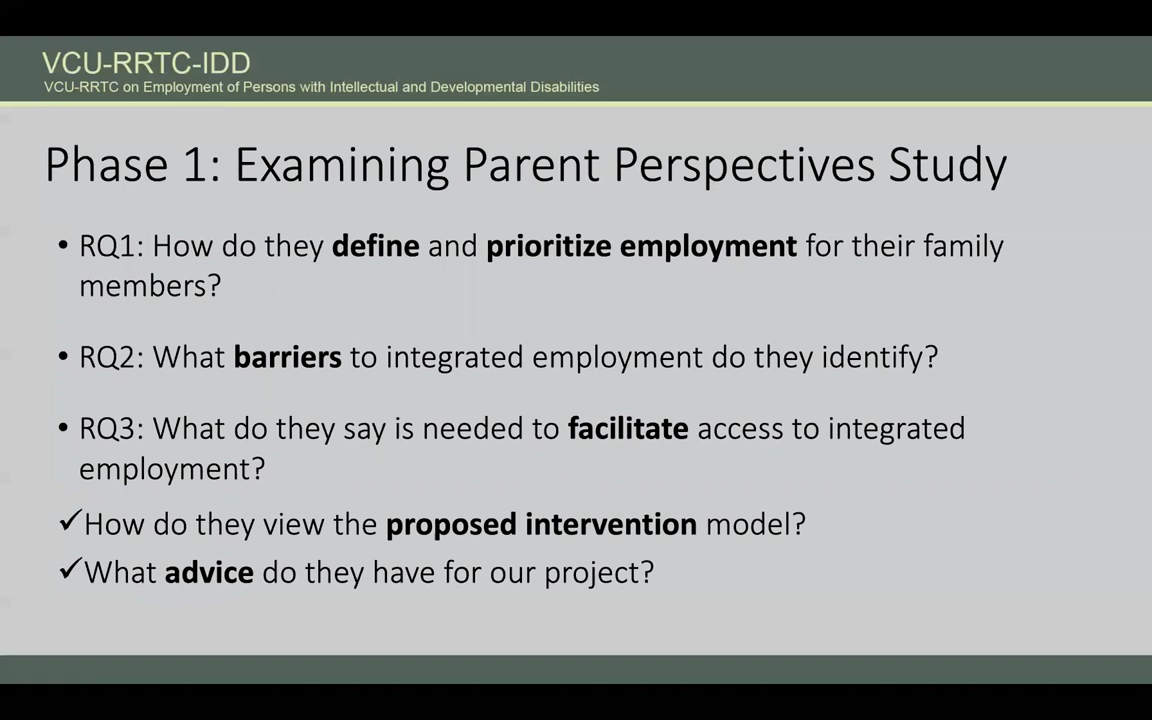 VCU-RRTC-IDD
VCU-RRTC on Employment of Persons with Intellectual and Developmental Disabilities
Phase 1: Examining Parent Perspectives Study
• RQ1: How do they define and prioritize employment for their family
members?
• RQ2: What barriers to integrated employment do they identify?
• RQ3: What do they say is needed to facilitate access to integrated
employment?
✓How do they view the proposed intervention model?
✓What advice do they have for our project?